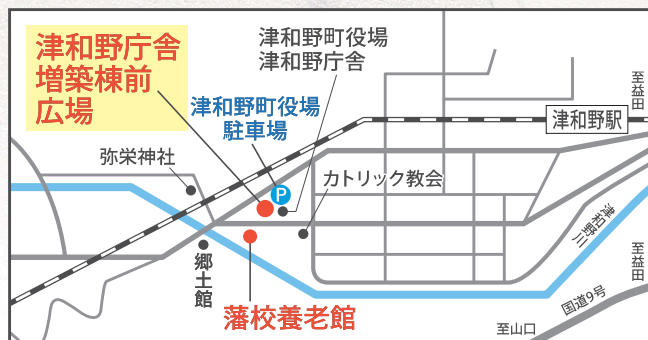 津和野庁舎
増築棟前
広場
津和野町役場
津和野庁舎
津和野町役場
駐車場
P
弥栄神社
カトリック教会
津和野駅
至益田
津和野川
至益田
郷土館
藩校養老館
国道9号
至山口